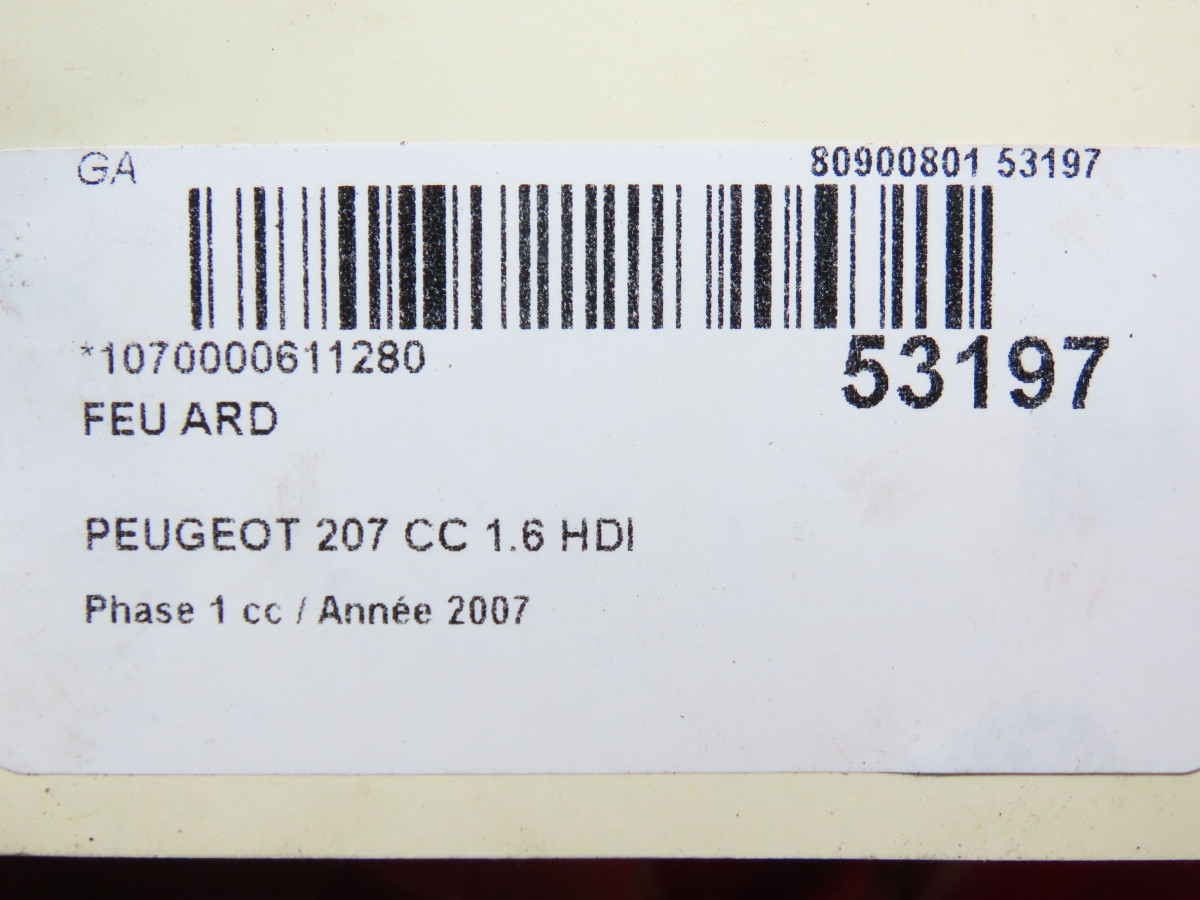 GA 80900801 53197
*1070000611280
53197
FEU ARD
PEUGEOT 207 CC 1.6 HDI
Phase 1 cc / Année 2007